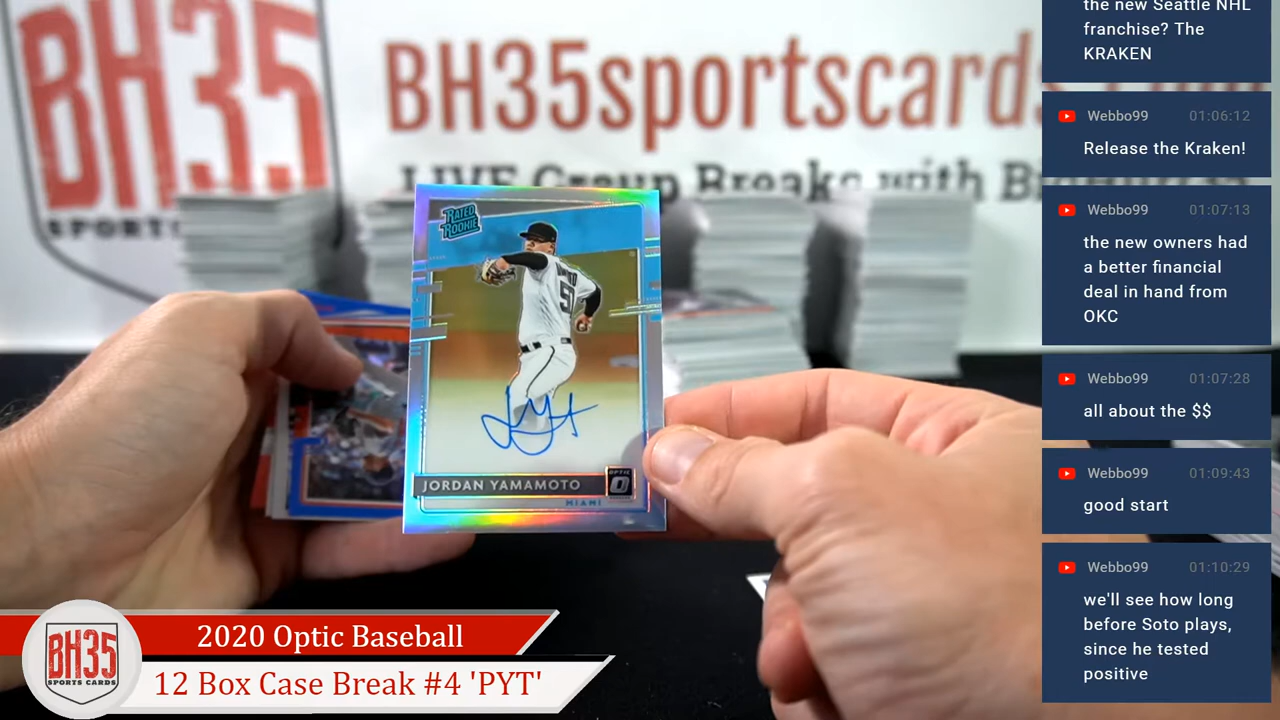 BH35
SPORTS
BH35sportscards
LIVE Group Breaks with
RATED
ROOKIE
JORDAN YAMAMOTO
OPTIC
MIAMI
BH35
SPORTS CARDS
2020 Optic Baseball
12 Box Case Break #4 'PYT'
the new Seattle NHL
franchise? The
KRAKEN
Webbo99 01:06:12
Release the Kraken!
Webbo99 01:07:13
the new owners had
a better financial
deal in hand from
OKC
Webbo99 01:07:28
all about the $$
Webbo99 01:09:43
good start
Webbo99 01:10:29
we'll see how long
before Soto plays,
since he tested
positive